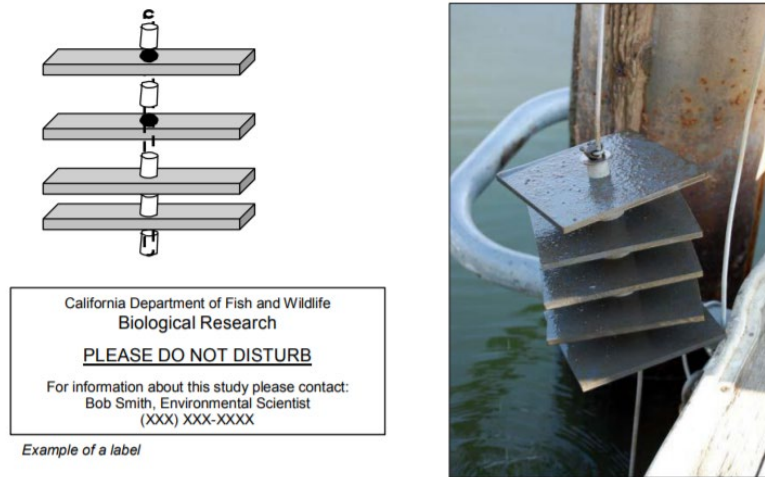 California Department of Fish and Wildlife
Biological Research
PLEASE DO NOT DISTURB
For information about this study please contact:
Bob Smith, Environmental Scientist
(XXX) XXX-XXXX
Example of a label